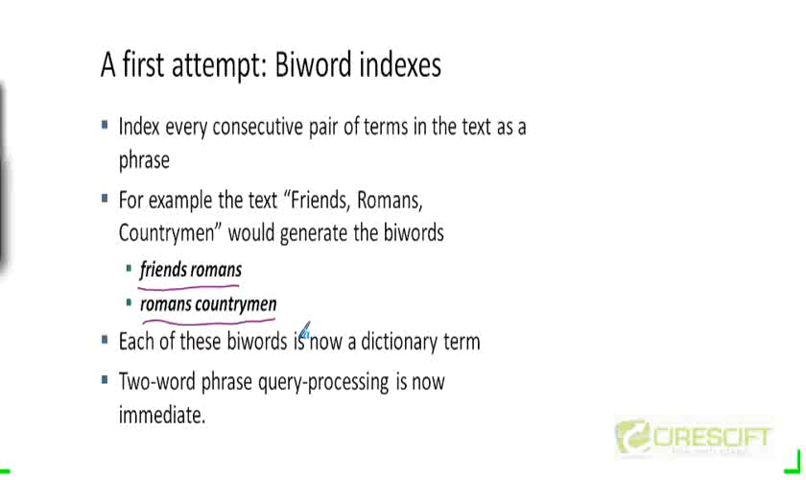 A first attempt: Biword indexes
Index every consecutive pair of terms in the text as a
phrase
For example the text “Friends, Romans,
Countrymen” would generate the biwords
friends romans
romans countrymen
Each of these biwords is now a dictionary term
Two-word phrase query-processing is now
immediate.